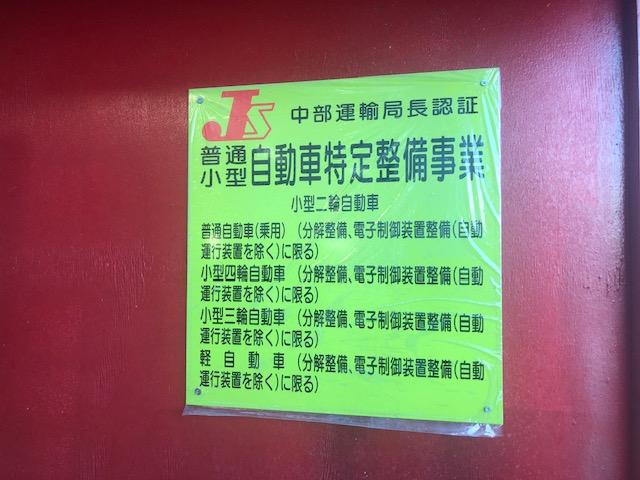 JS 中部運輸局長認証
普通
小型 自動車特定整備事業
小型二輪自動車
普通自動車(乗用) (分解整備、電子制御装置整備(自動
運行装置を除く)に限る)
小型四輪自動車 (分解整備、電子制御装置整備(自動
運行装置を除く)に限る)
小型三輪自動車 (分解整備、電子制御装置整備(自動
運行装置を除く)に限る)
軽自動車 (分解整備、電子制御装置整備(自動
運行装置を除く)に限る)